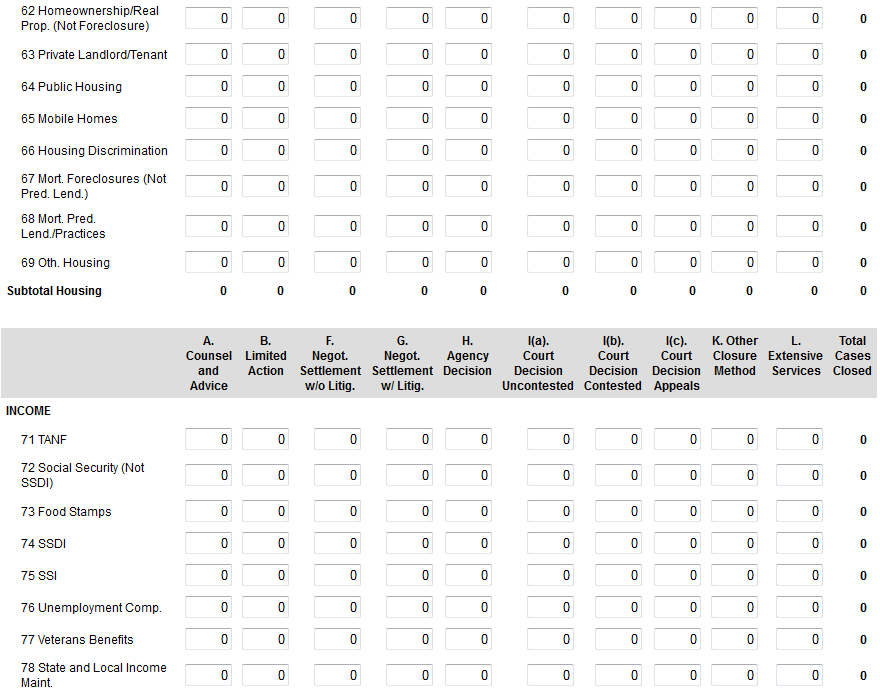 62 Homeownership/Real
Prop. (Not Foreclosure) 0 0 0 0 0 0 0 0 0 0 0
63 Private Landlord/Tenant 0 0 0 0 0 0 0 0 0 0 0
64 Public Housing 0 0 0 0 0 0 0 0 0 0 0
65 Mobile Homes 0 0 0 0 0 0 0 0 0 0 0
66 Housing Discrimination 0 0 0 0 0 0 0 0 0 0 0
67 Mort. Foreclosures (Not
Pred. Lend.) 0 0 0 0 0 0 0 0 0 0 0
68 Mort. Pred.
Lend./Practices 0 0 0 0 0 0 0 0 0 0 0
69 Oth. Housing 0 0 0 0 0 0 0 0 0 0 0
Subtotal Housing 0 0 0 0 0 0 0 0 0 0 0
A. B. F. G. H. I(a). I(b). I(c). K. Other L. Total
Counsel Limited Negot. Negot. Agency Court Court Court Closure Extensive Cases
and Action Settlement Settlement Decision Decision Decision Decision Method Services Closed
Advice w/o Litig. w/ Litig. Uncontested Contested Appeals
INCOME
71 TANF 0 0 0 0 0 0 0 0 0 0 0
72 Social Security (Not
SSDI) 0 0 0 0 0 0 0 0 0 0 0
73 Food Stamps 0 0 0 0 0 0 0 0 0 0 0
74 SSDI 0 0 0 0 0 0 0 0 0 0 0
75 SSI 0 0 0 0 0 0 0 0 0 0 0
76 Unemployment Comp. 0 0 0 0 0 0 0 0 0 0 0
77 Veterans Benefits 0 0 0 0 0 0 0 0 0 0 0
78 State and Local Income
Maint. 0 0 0 0 0 0 0 0 0 0 0